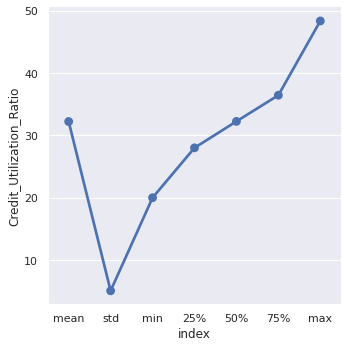 50
40
30
20
10
Credit_Utilization_Ratio
mean std min 25% 50% 75% max
index